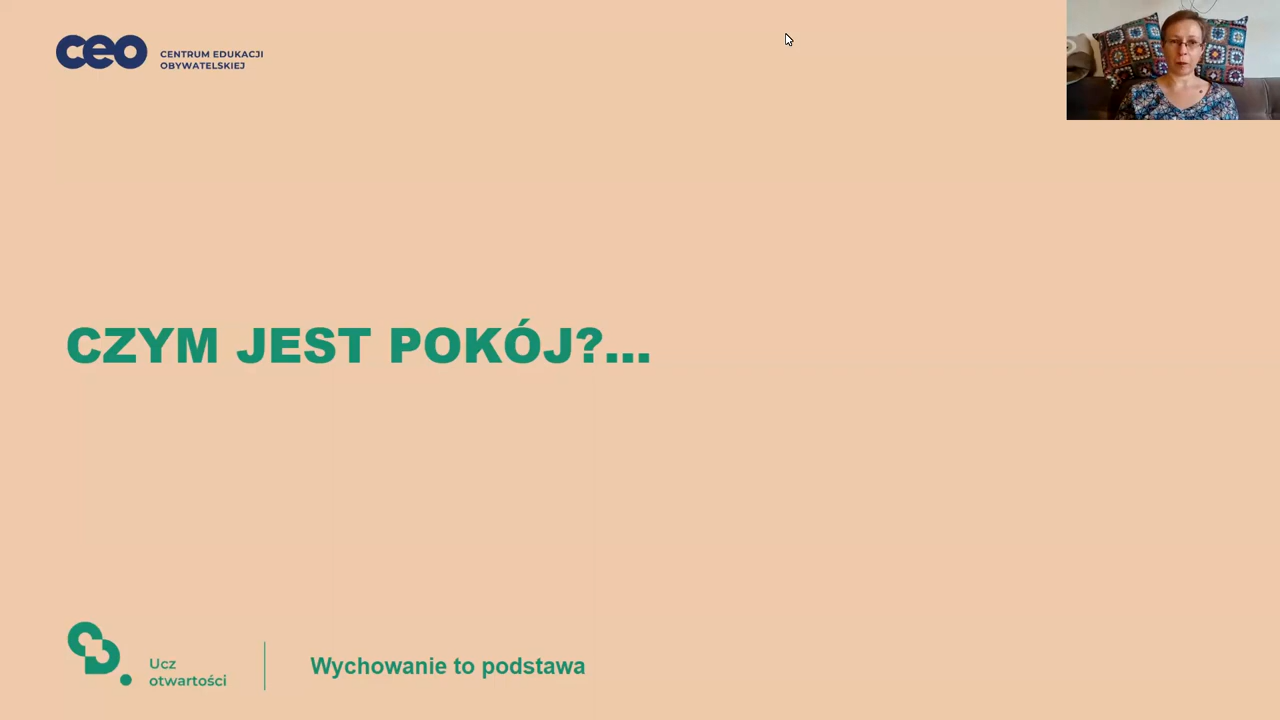 ceo
CENTRUM EDUKACJI
OBYWATELSKIEJ
CZYM JEST POKÓJ?...
Ucz
otwartości
Wychowanie to podstawa